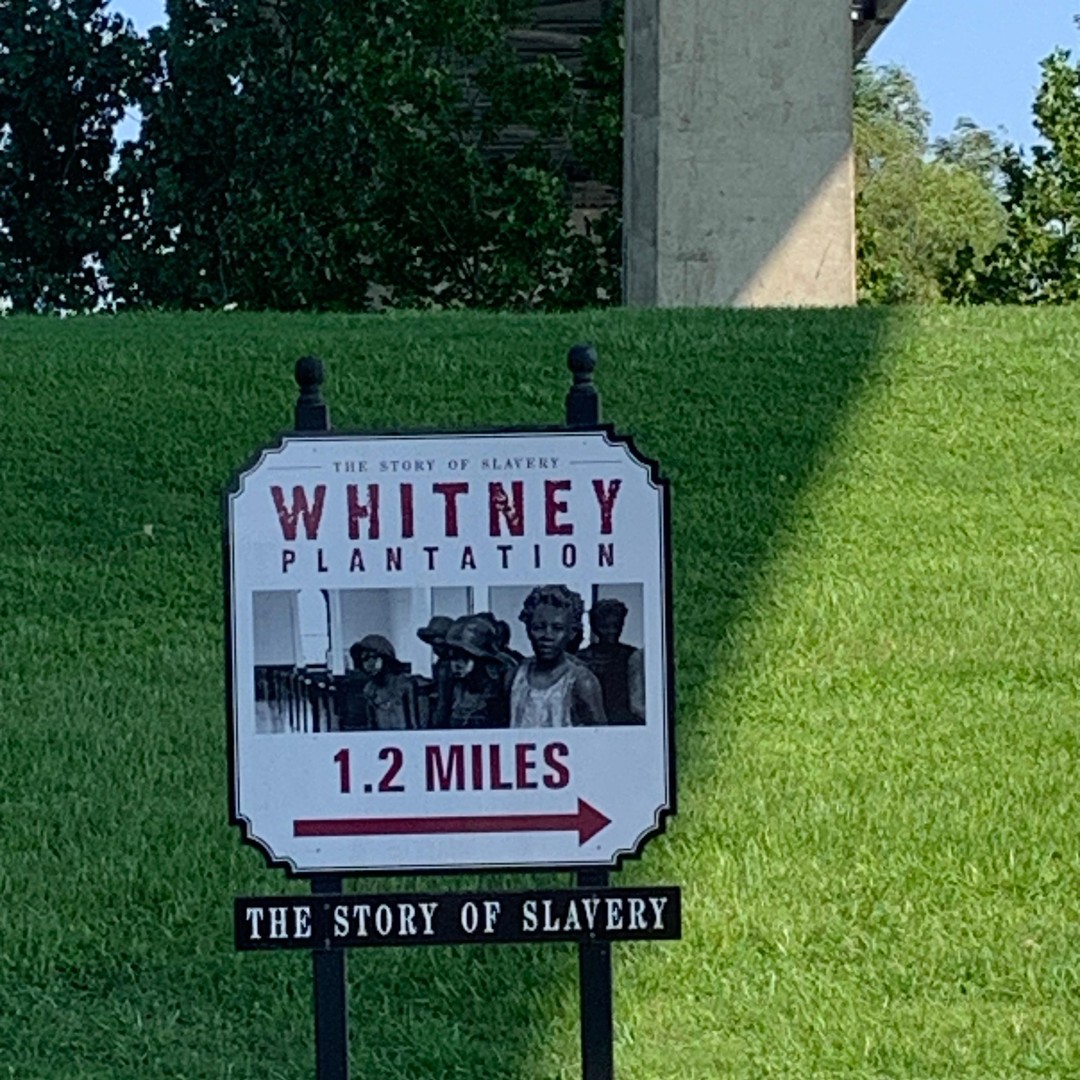 THE STORY OF SLAVERY
WHITNEY
PLANTATION
1.2 MILES
THE STORY OF SLAVERY